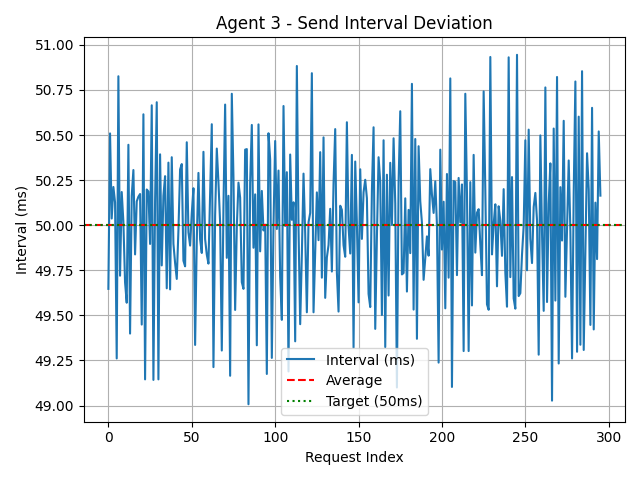 Agent 3 - Send Interval Deviation
51.00
50.75
50.50
50.25
50.00
49.75
49.50
49.25
49.00
Interval (ms)
Interval (ms)
Average
Target (50ms)
0
50
100
150
200
250
300
Request Index